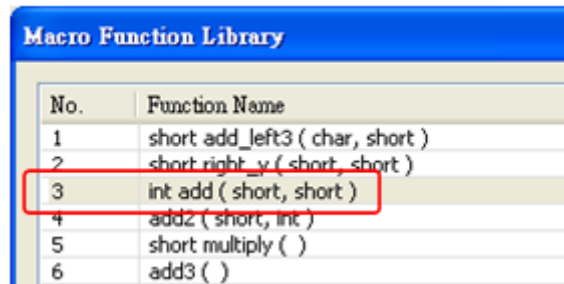 Macro Function Library
No. Function Name
1 short add_left3 ( char, short )
2 short right_y ( short, short )
3 int add ( short, short )
4 add2 ( short, int )
5 short multiply ( )
6 add3 ( )